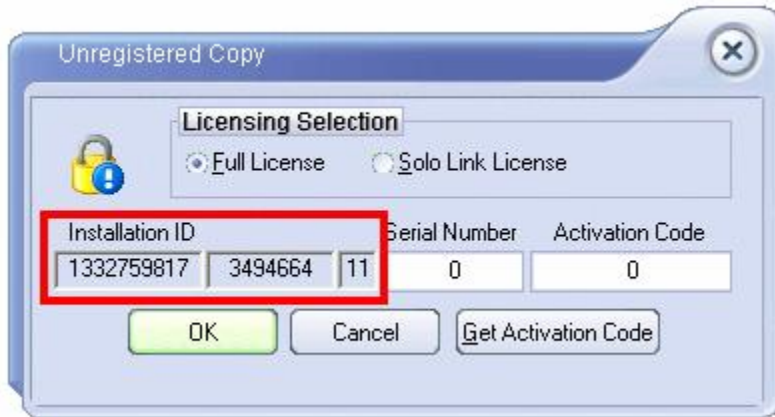 Unregistered Copy
Licensing Selection
Full License Solo Link License
Installation ID Serial Number Activation Code
1332759817 3494664 11 0 0
OK Cancel Get Activation Code